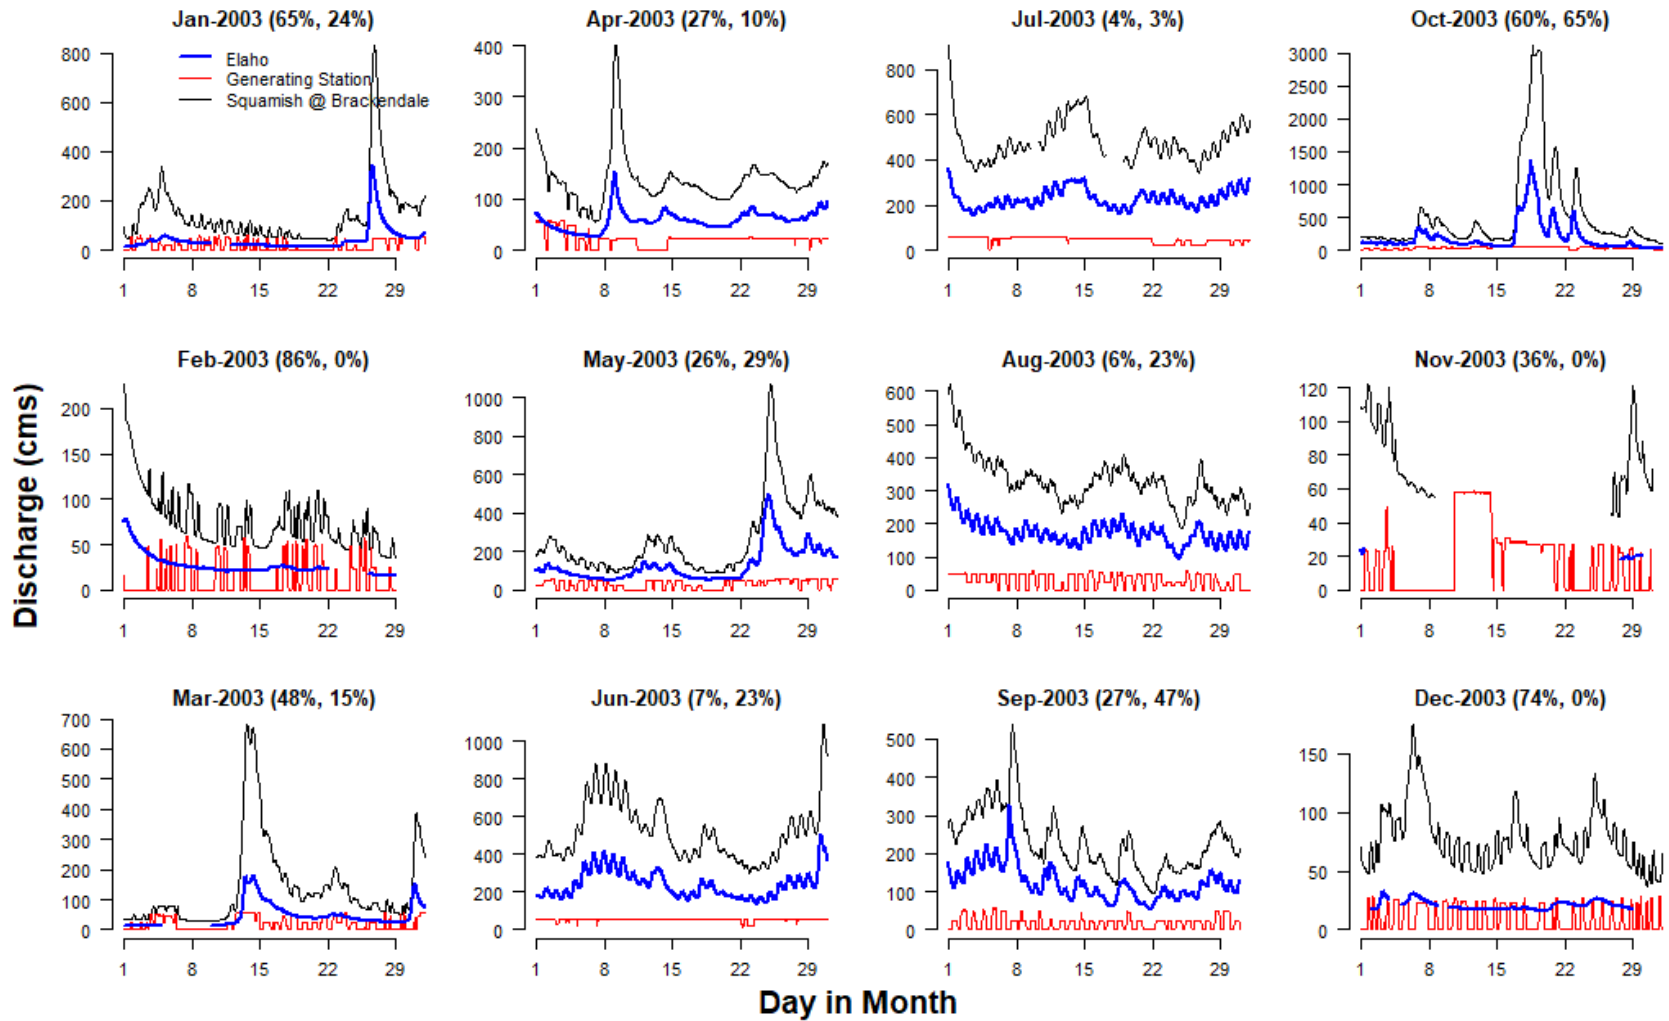 Jan-2003 (65%, 24%)
Apr-2003 (27%, 10%)
Jul-2003 (4%, 3%)
Oct-2003 (60%, 65%)
Elaho
Generating Station
Squamish @ Brackendale
800
600
400
200
0
1 8 15 22 29
400
300
200
100
0
1 8 15 22 29
800
600
400
200
0
1 8 15 22 29
3000
2500
2000
1500
1000
500
0
1 8 15 22 29
Feb-2003 (86%, 0%)
May-2003 (26%, 29%)
Aug-2003 (6%, 23%)
Nov-2003 (36%, 0%)
200
150
100
50
0
1 8 15 22 29
1000
800
600
400
200
0
1 8 15 22 29
600
500
400
300
200
100
0
1 8 15 22 29
120
100
80
60
40
20
0
1 8 15 22 29
Discharge (cms)
Mar-2003 (48%, 15%)
Jun-2003 (7%, 23%)
Sep-2003 (27%, 47%)
Dec-2003 (74%, 0%)
700
600
500
400
300
200
100
0
1 8 15 22 29
1000
800
600
400
200
0
1 8 15 22 29
500
400
300
200
100
0
1 8 15 22 29
150
100
50
0
1 8 15 22 29
Day in Month